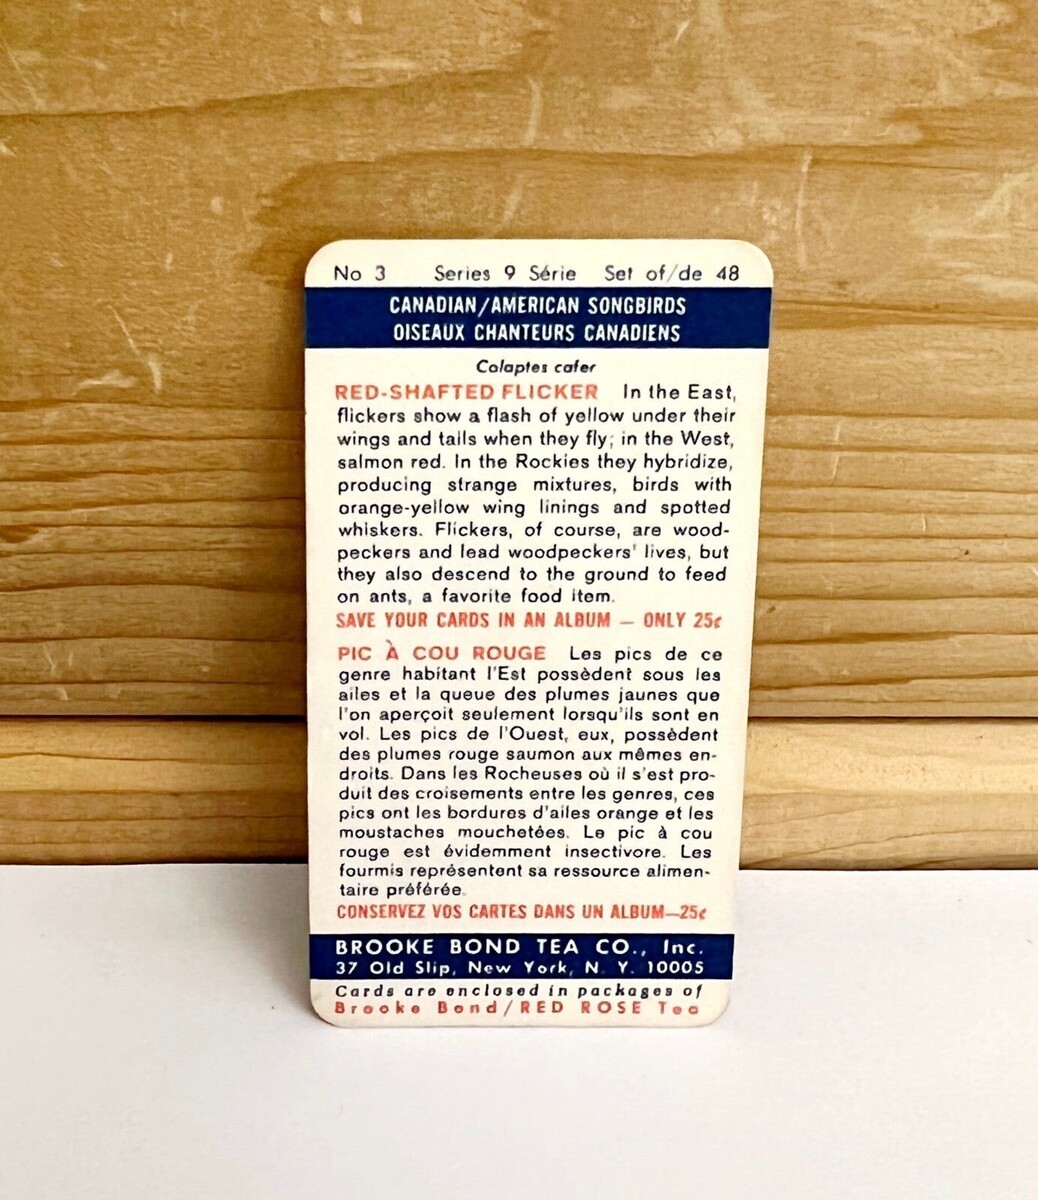 No 3 Series 9 Série Set of/de 48
CANADIAN/AMERICAN SONGBIRDS
OISEAUX CHANTEURS CANADIENS
Colaptes cafer
RED-SHAFTED FLICKER In the East,
flickers show a flash of yellow under their
wings and tails when they fly; in the West,
salmon red. In the Rockies they hybridize,
producing strange mixtures, birds with
orange-yellow wing linings and spotted
whiskers. Flickers, of course, are wood-
peckers and lead woodpeckers' lives, but
they also descend to the ground to feed
on ants, a favorite food item.
SAVE YOUR CARDS IN AN ALBUM — ONLY 25¢
PIC À COU ROUGE Les pics de ce
genre habitant l'Est possèdent sous les
ailes et la queue des plumes jaunes que
l'on aperçoit seulement lorsqu'ils sont en
vol. Les pics de l'Ouest, eux, possèdent
des plumes rouge saumon aux mêmes en-
droits. Dans les Rocheuses où il s'est pro-
duit des croisements entre les genres, ces
pics ont les bordures d'ailes orange et les
moustaches mouchetées. Le pic à cou
rouge est évidemment insectivore. Les
fourmis représentent sa ressource alimen-
taire préférée.
CONSERVEZ VOS CARTES DANS UN ALBUM—25¢
BROOKE BOND TEA CO., Inc.
37 Old Slip, New York, N. Y. 10005
Cards are enclosed in packages of
Brooke Bond/RED ROSE Tea